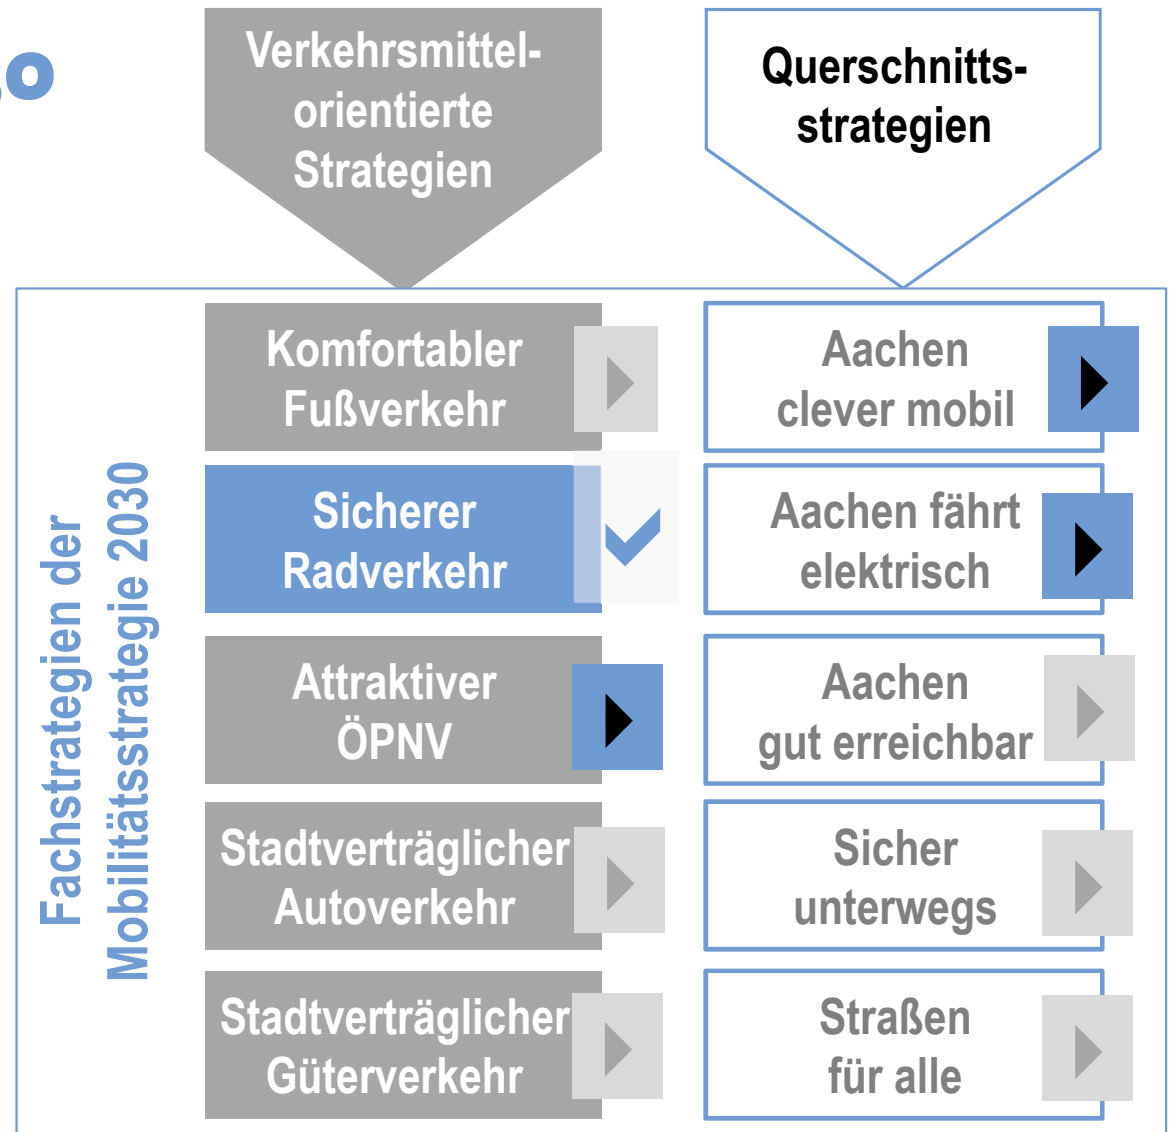 Verkehrsmittel-
orientierte
Strategien
Querschnitts-
strategien
Fachstrategien der
Mobilitätsstrategie 2030
Komfortabler
Fußverkehr
Sicherer
Radverkehr
Attraktiver
ÖPNV
Stadtverträglicher
Autoverkehr
Stadtverträglicher
Güterverkehr
Aachen
clever mobil
Aachen fährt
elektrisch
Aachen
gut erreichbar
Sicher
unterwegs
Straßen
für alle